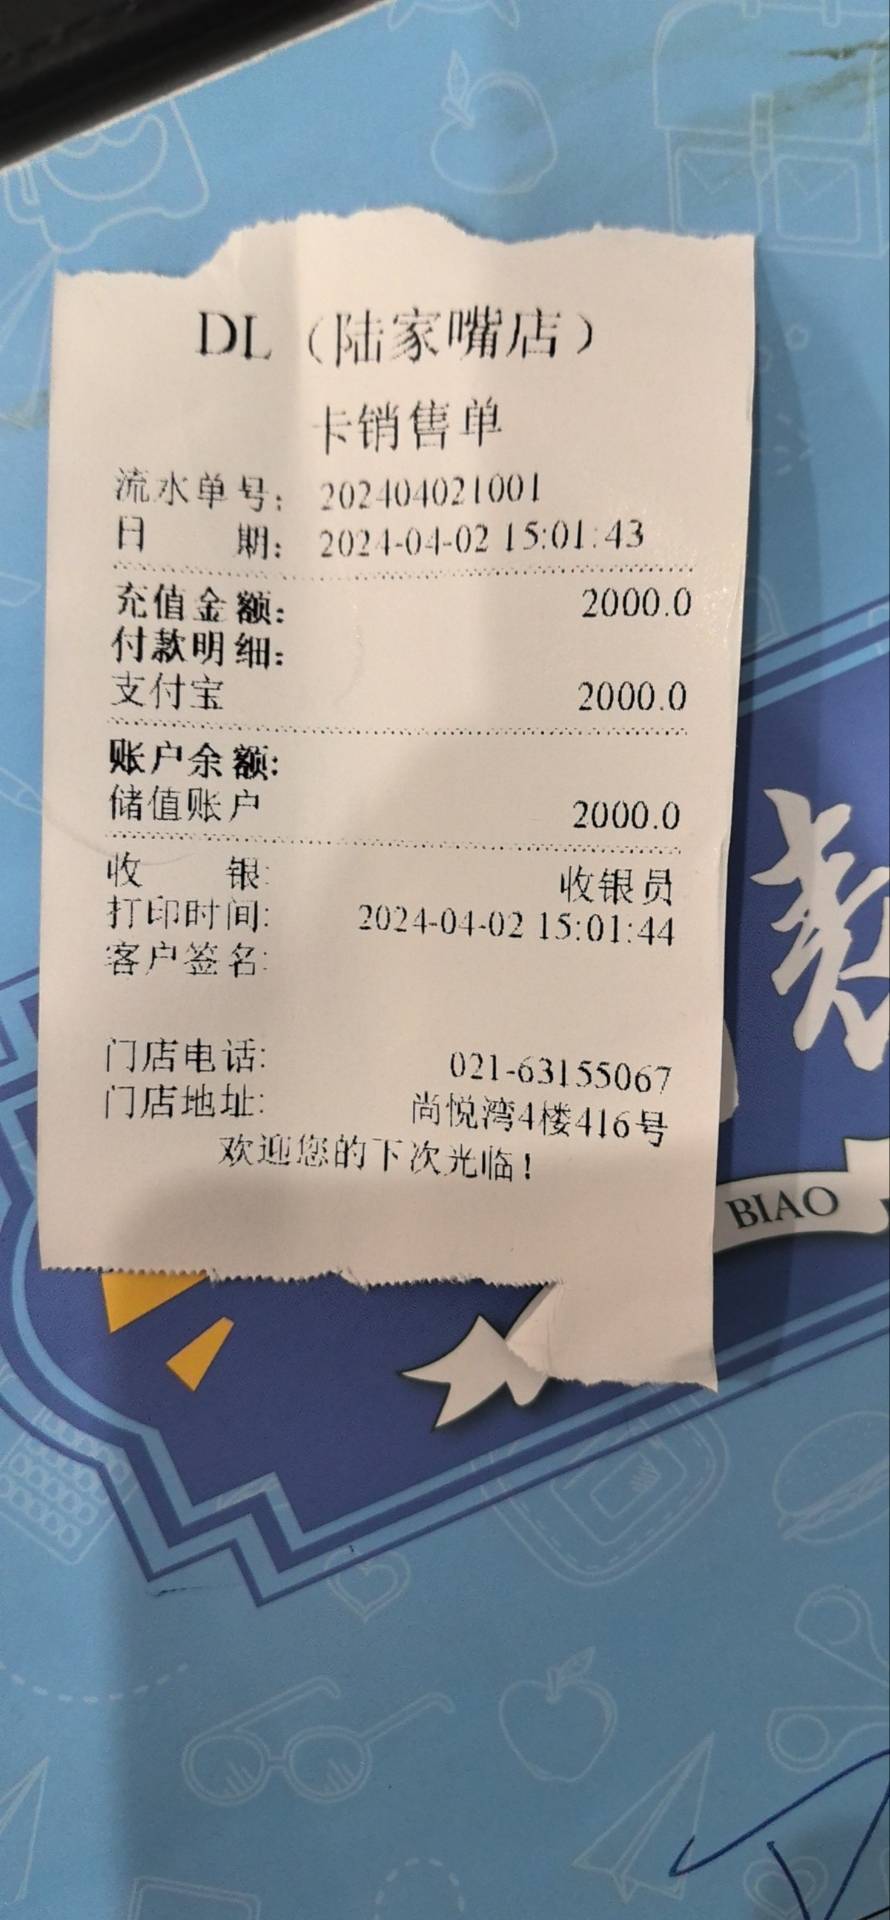 DL（陆家嘴店）
卡销售单
流水单号: 202404021001
日 期: 2024-04-02 15:01:43
充值金额: 2000.0
付款明细:
支付宝 2000.0
账户余额:
储值账户 2000.0
收 银: 收银员
打印时间: 2024-04-02 15:01:44
客户签名:
门店电话: 021-63155067
门店地址: 尚悦湾4楼416号
欢迎您的下次光临!
BIAO